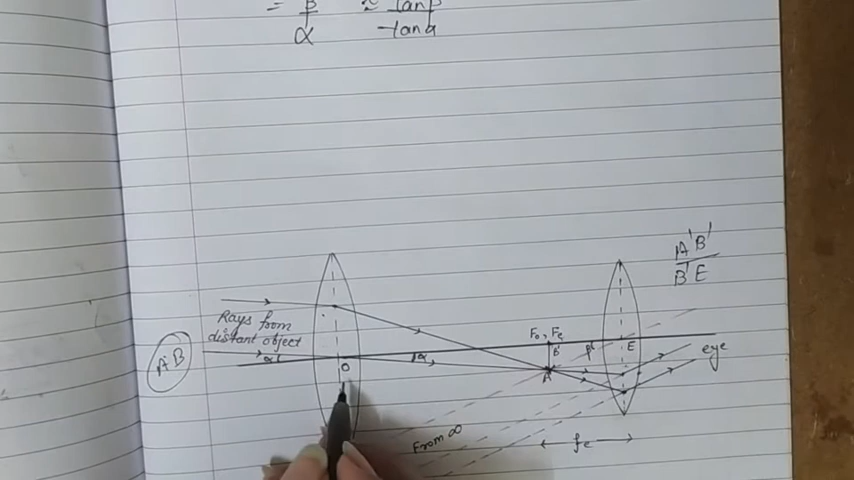 = β/α ≈ tanβ/tanα
A'B'/B'E
Rays from
distant object
AB
α
O
α
Fo, Fe
B'
A'
β
E
eye
From ∞
fe